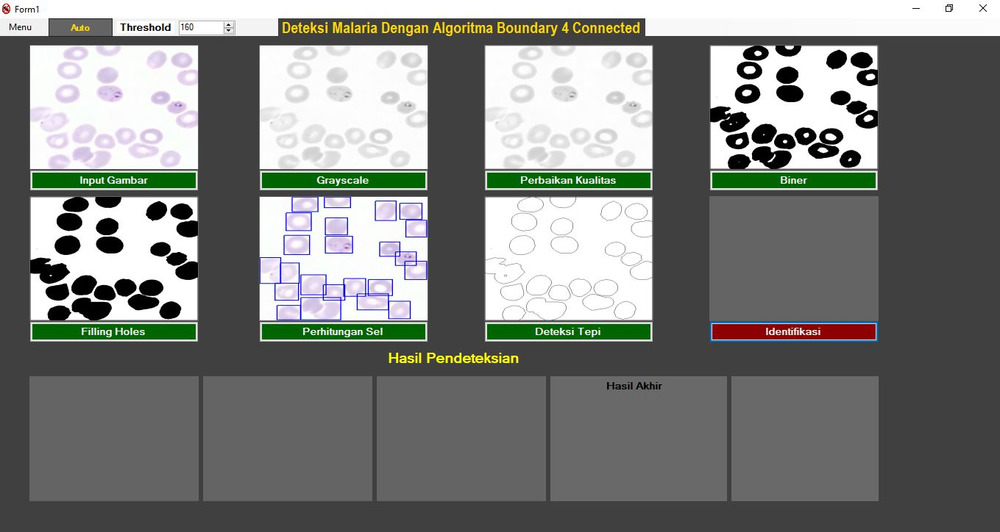 Form1
Menu
Auto
Threshold
160
Deteksi Malaria Dengan Algoritma Boundary 4 Connected
Input Gambar
Grayscale
Perbaikan Kualitas
Biner
Filling Holes
Perhitungan Sel
Deteksi Tepi
Identifikasi
Hasil Pendeteksian
Hasil Akhir